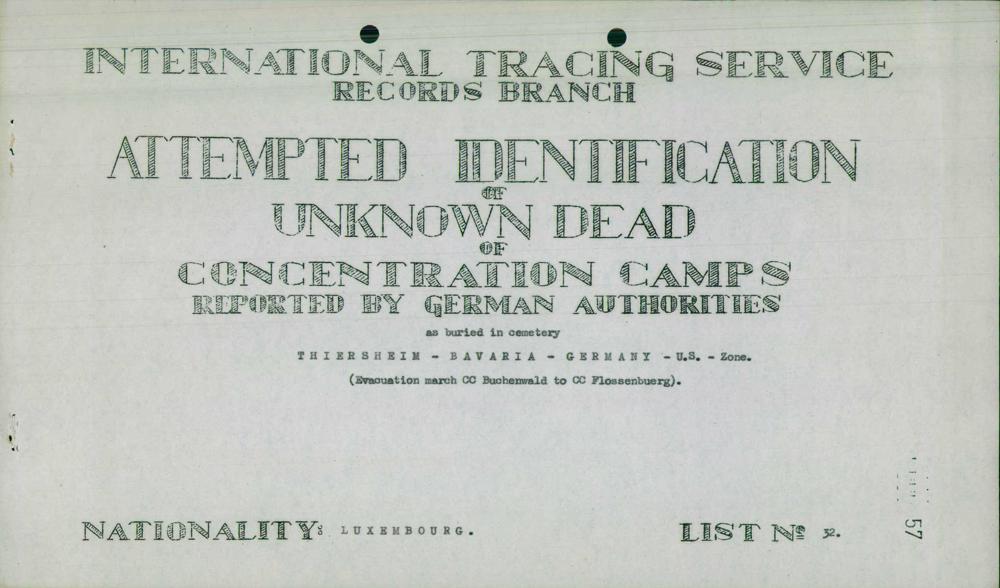 INTERNATIONAL TRACING SERVICE
RECORDS BRANCH
ATTEMPTED IDENTIFICATION
OF
UNKNOWN DEAD
OF
CONCENTRATION CAMPS
REPORTED BY GERMAN AUTHORITIES
as buried in cemetery
THIERSHEIM - BAVARIA - GERMANY - U.S. - Zone.
(Evacuation march CC Buchenwald to CC Flossenbuerg).
NATIONALITY: LUXEMBOURG.
LIST Nº 32.
57